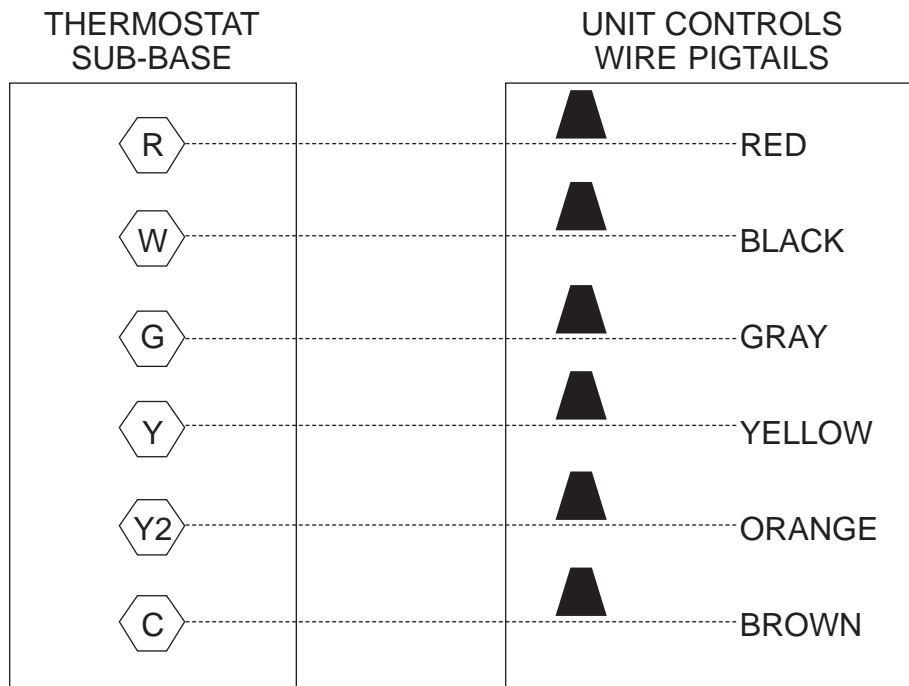 THERMOSTAT
SUB-BASE
UNIT CONTROLS
WIRE PIGTAILS
R
RED
W
BLACK
G
GRAY
Y
YELLOW
Y2
ORANGE
C
BROWN